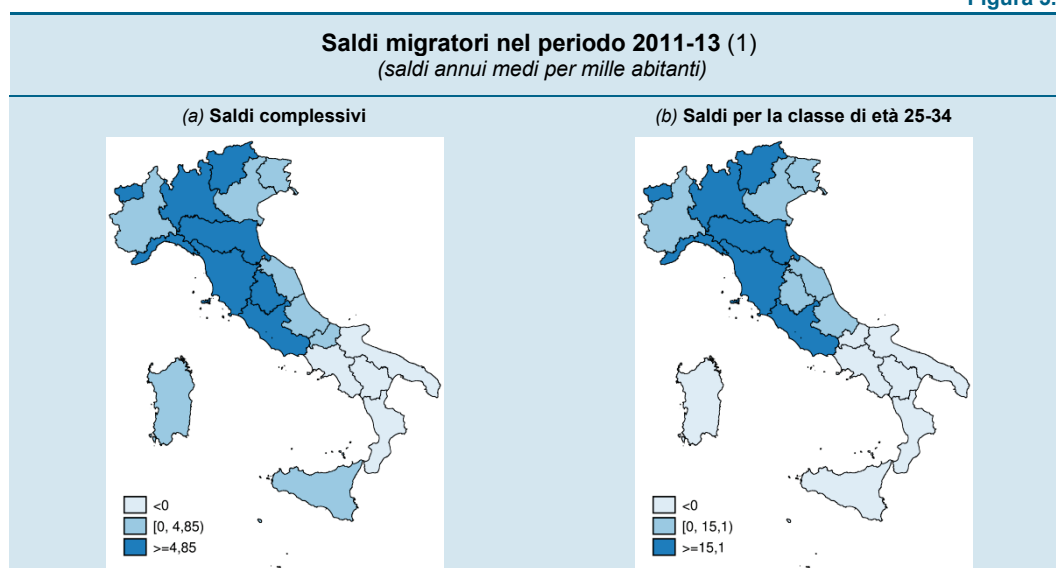 Figura 3.
Saldi migratori nel periodo 2011-13 (1)
(saldi annui medi per mille abitanti)
(a) Saldi complessivi
(b) Saldi per la classe di età 25-34
<0
[0, 4,85)
>=4,85
<0
[0, 15,1)
>=15,1